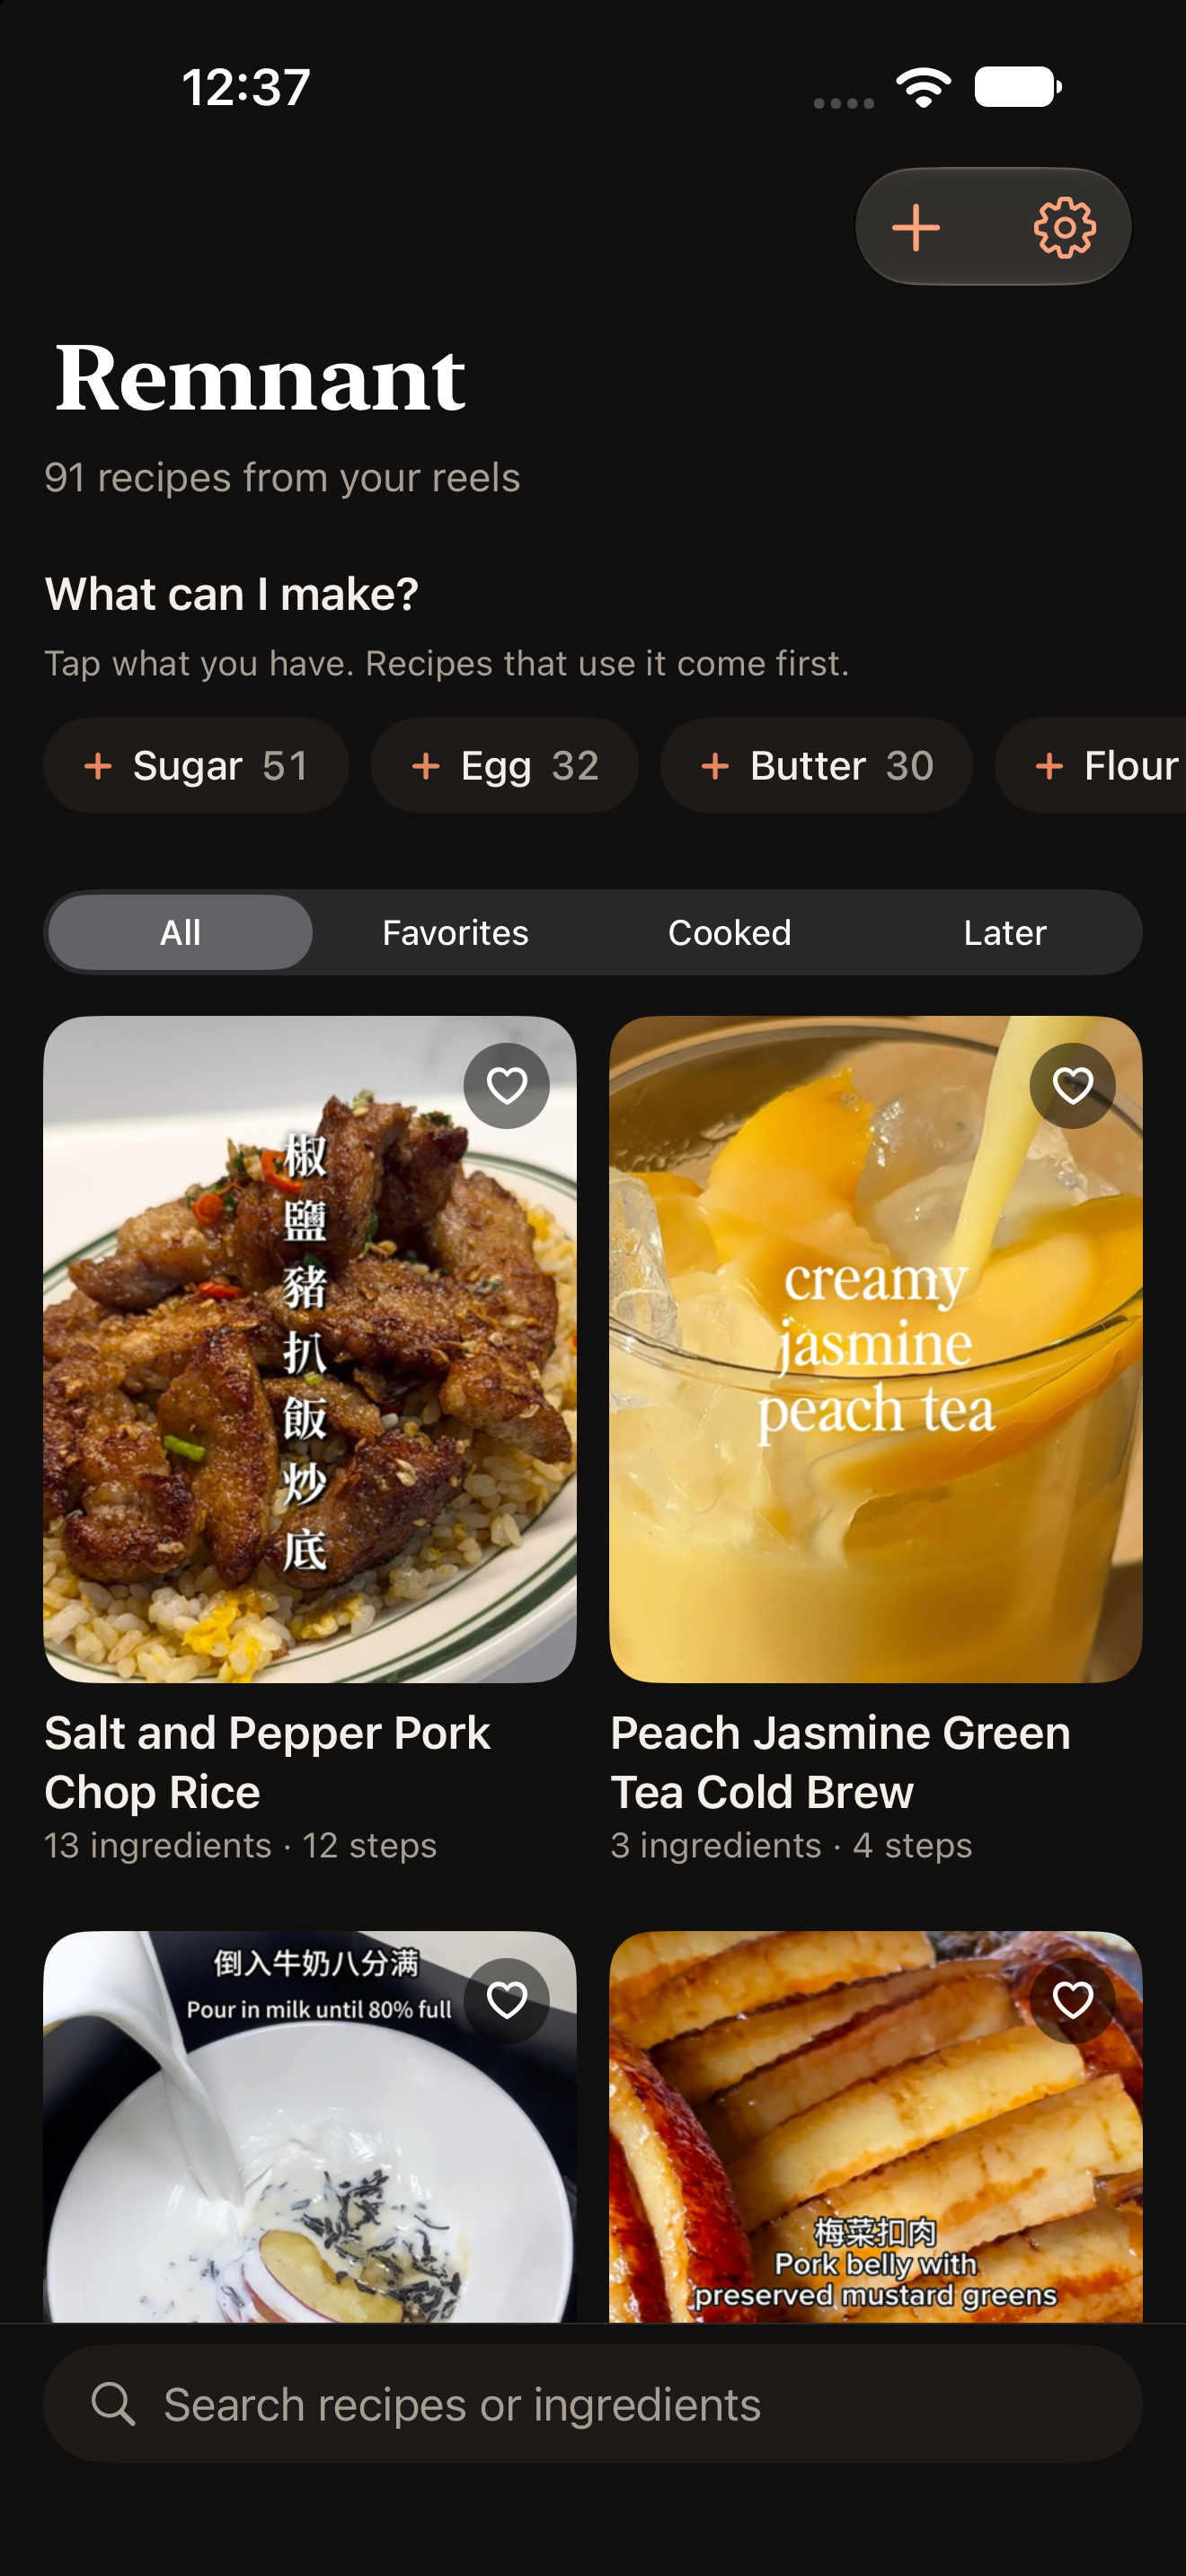 12:37
Remnant
91 recipes from your reels
What can I make?
Tap what you have. Recipes that use it come first.
Sugar 51
Egg 32
Butter 30
Flour
All
Favorites
Cooked
Later
椒鹽豬扒飯炒底
creamy
jasmine
peach tea
Salt and Pepper Pork
Chop Rice
13 ingredients · 12 steps
Peach Jasmine Green
Tea Cold Brew
3 ingredients · 4 steps
倒入牛奶八分满
Pour in milk until 80% full
梅菜扣肉
Pork belly with
preserved mustard greens
Search recipes or ingredients